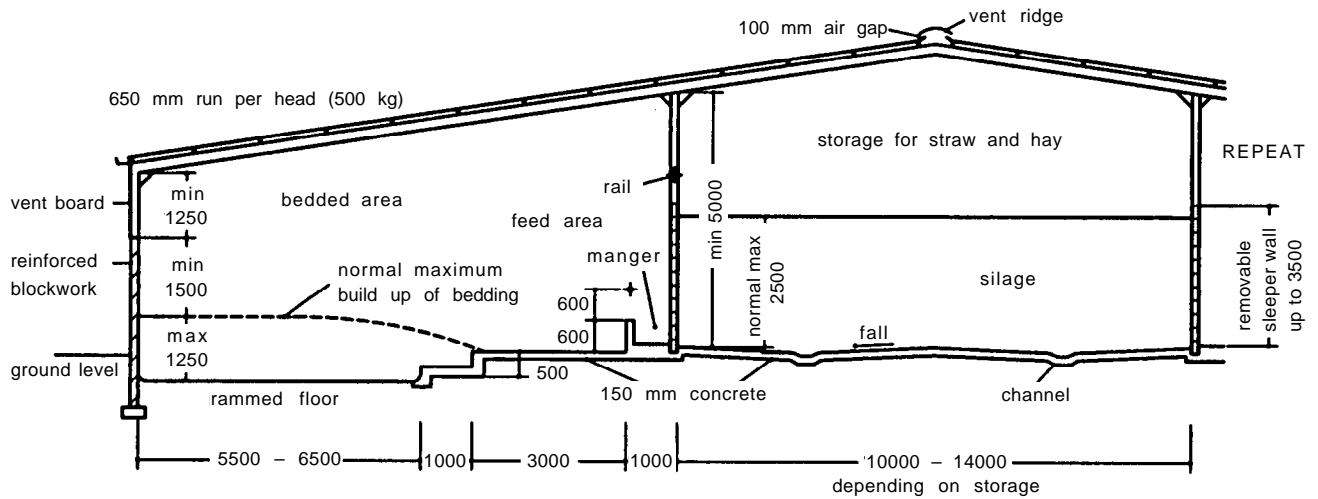 vent ridge
100 mm air gap
650 mm run per head (500 kg)
storage for straw and hay
REPEAT
vent board
min
1250
bedded area
rail
feed area
min 5000
reinforced
blockwork
min
1500
normal maximum
build up of bedding
manger
600
600
normal max
2500
silage
removable
sleeper wall
up to 3500
max
1250
fall
ground level
500
rammed floor
150 mm concrete
channel
5500 – 6500
1000
3000
1000
10000 – 14000
depending on storage